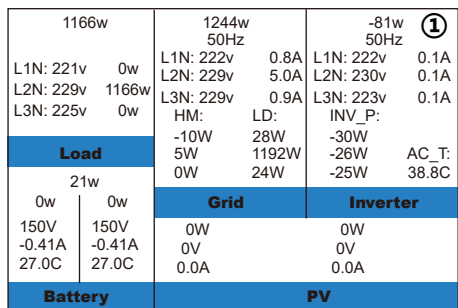 1166w
L1N: 221v 0w
L2N: 229v 1166w
L3N: 225v 0w
Load
1244w
50Hz
L1N: 222v 0.8A
L2N: 229v 5.0A
L3N: 229v 0.9A
HM: LD:
-10W 28W
5W 1192W
0W 24W
Grid
-81w ①
50Hz
L1N: 222v 0.1A
L2N: 230v 0.1A
L3N: 223v 0.1A
INV_P:
-30W
-26W AC_T:
-25W 38.8C
Inverter
21w
0w 0w
150V 150V
-0.41A -0.41A
27.0C 27.0C
Battery
0W 0W
0V 0V
0.0A 0.0A
PV